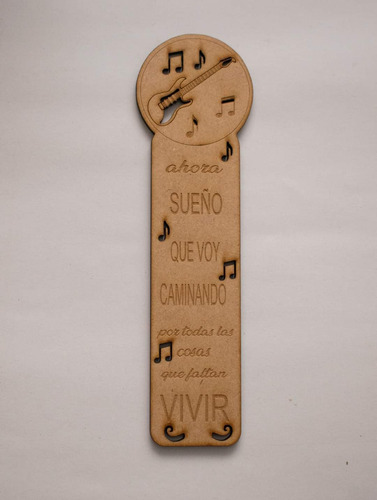 ahora
SUEÑO
QUE VOY
CAMINANDO
por todas las
cosas
que faltan
VIVIR